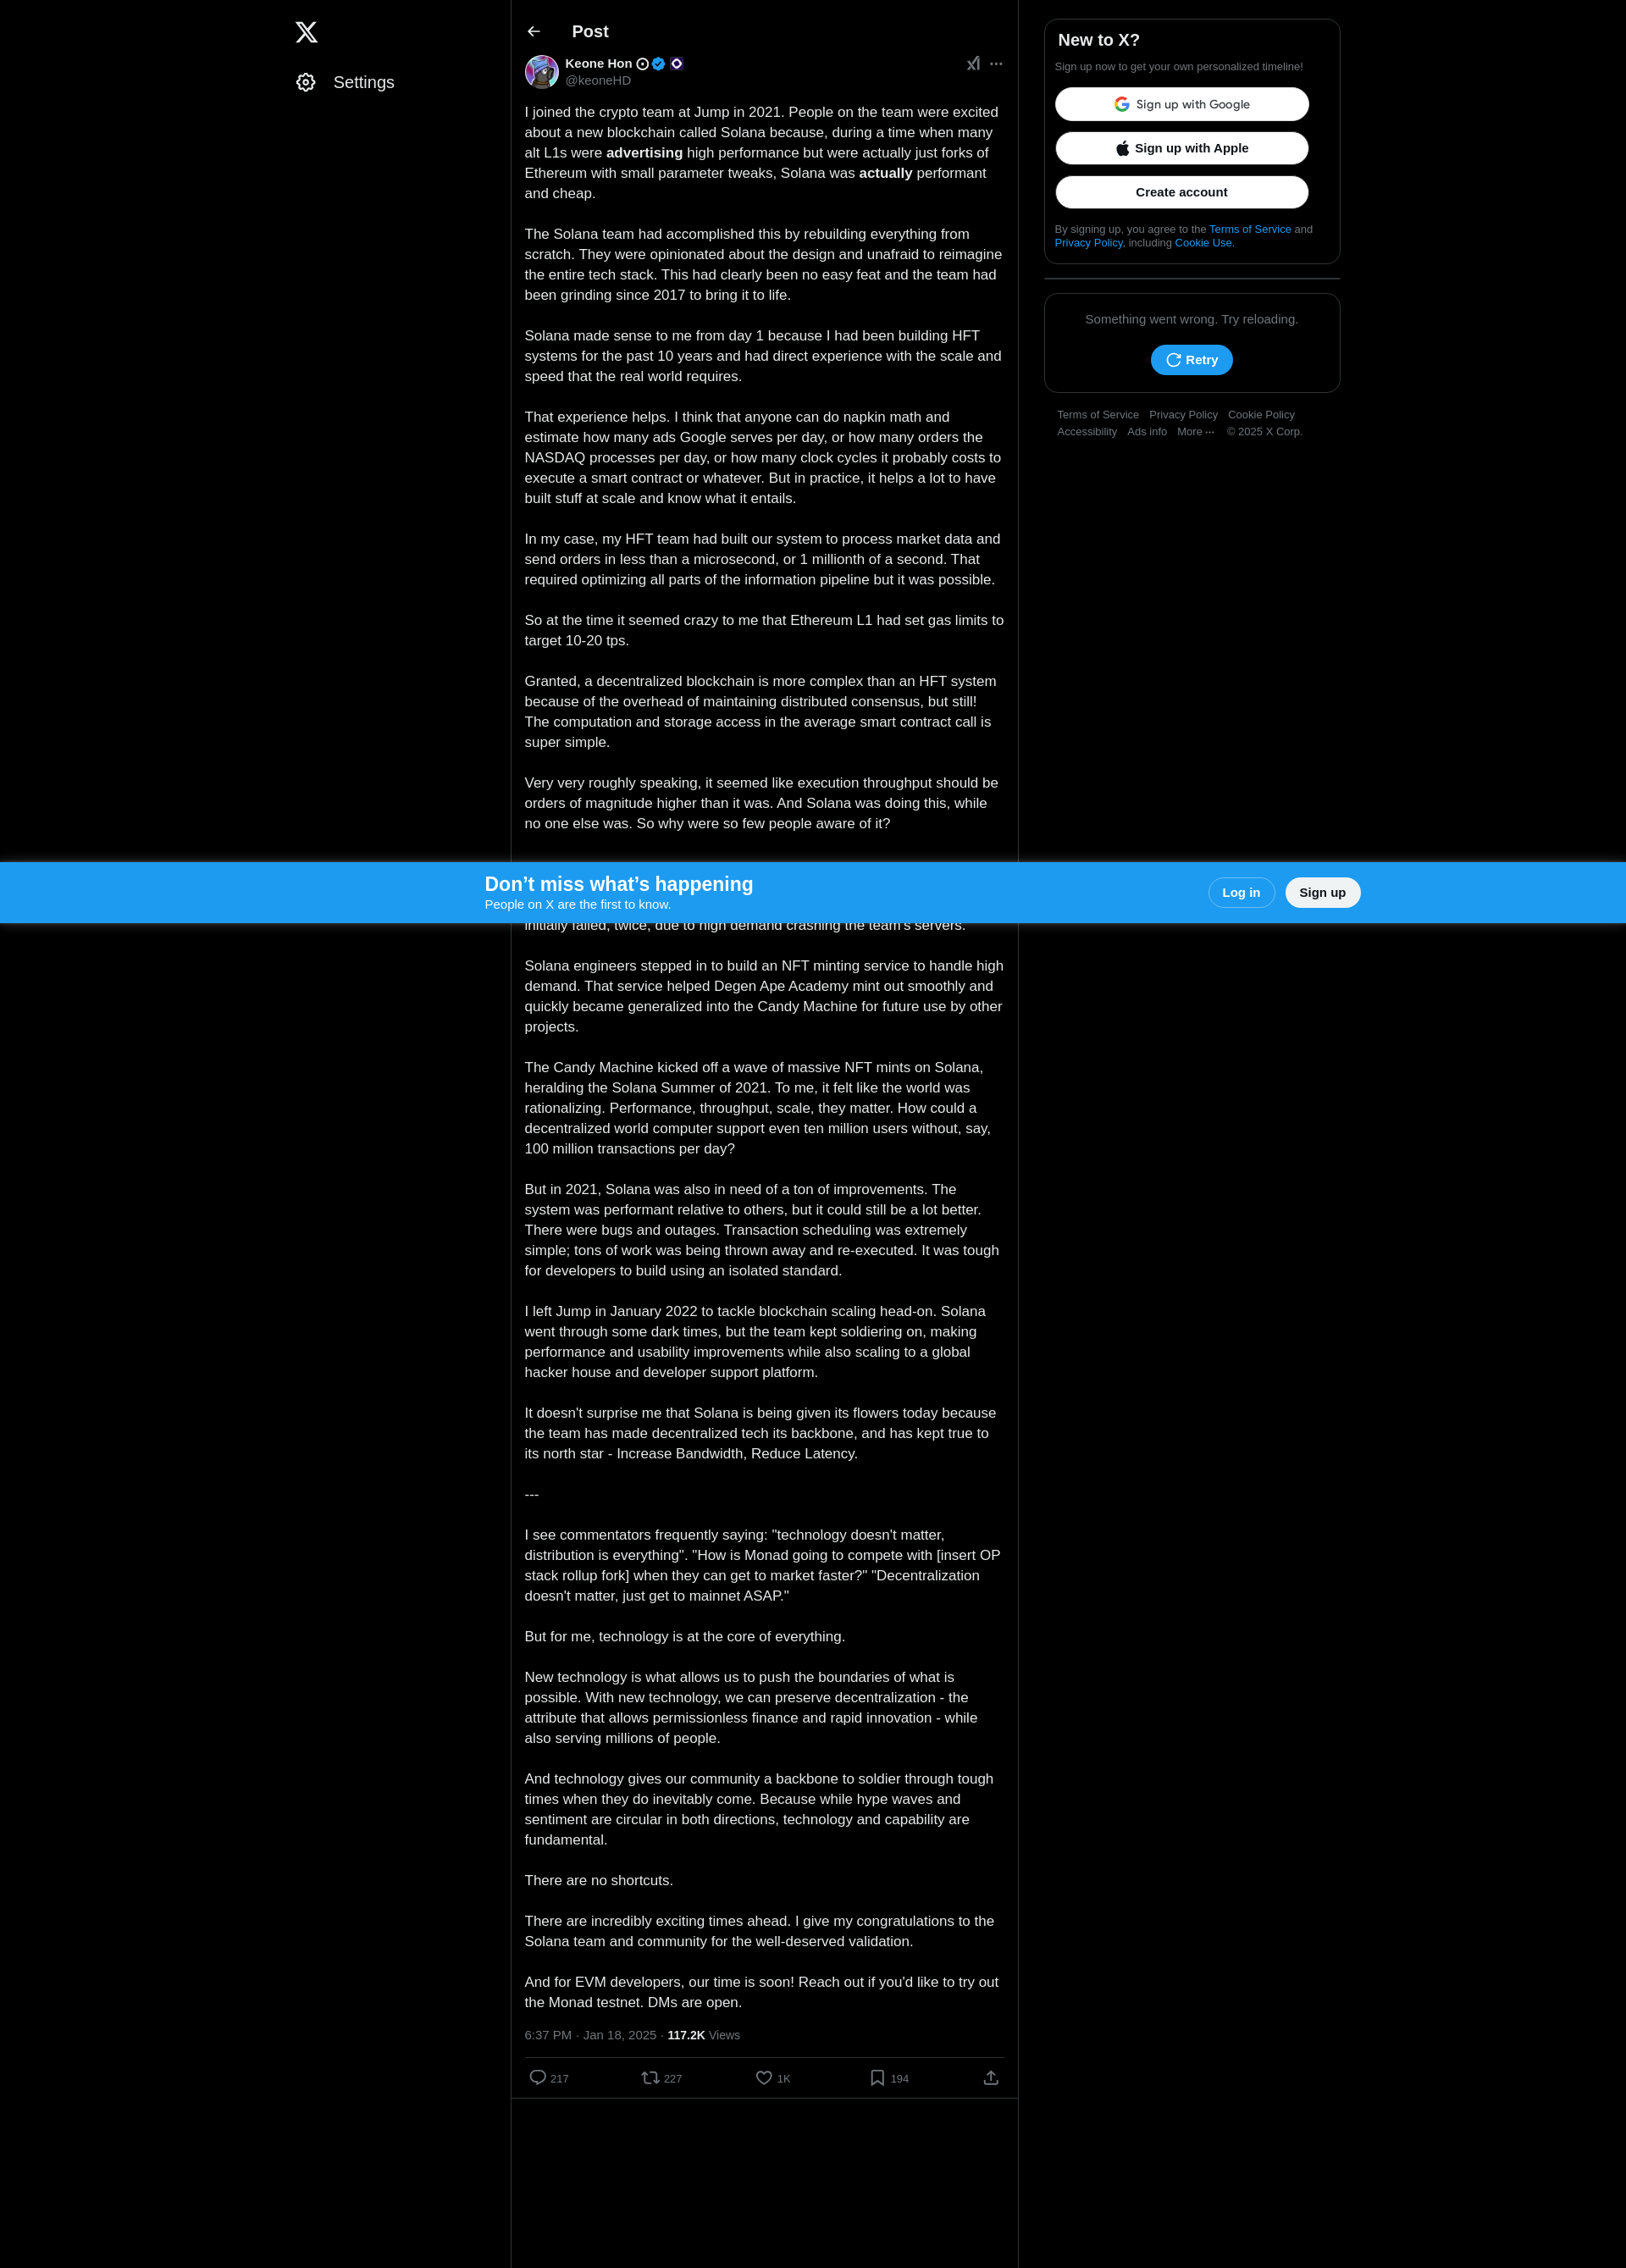 Settings
Post
Keone Hon
@keoneHD
I joined the crypto team at Jump in 2021. People on the team were excited
about a new blockchain called Solana because, during a time when many
alt L1s were advertising high performance but were actually just forks of
Ethereum with small parameter tweaks, Solana was actually performant
and cheap.
The Solana team had accomplished this by rebuilding everything from
scratch. They were opinionated about the design and unafraid to reimagine
the entire tech stack. This had clearly been no easy feat and the team had
been grinding since 2017 to bring it to life.
Solana made sense to me from day 1 because I had been building HFT
systems for the past 10 years and had direct experience with the scale and
speed that the real world requires.
That experience helps. I think that anyone can do napkin math and
estimate how many ads Google serves per day, or how many orders the
NASDAQ processes per day, or how many clock cycles it probably costs to
execute a smart contract or whatever. But in practice, it helps a lot to have
built stuff at scale and know what it entails.
In my case, my HFT team had built our system to process market data and
send orders in less than a microsecond, or 1 millionth of a second. That
required optimizing all parts of the information pipeline but it was possible.
So at the time it seemed crazy to me that Ethereum L1 had set gas limits to
target 10-20 tps.
Granted, a decentralized blockchain is more complex than an HFT system
because of the overhead of maintaining distributed consensus, but still!
The computation and storage access in the average smart contract call is
super simple.
Very very roughly speaking, it seemed like execution throughput should be
orders of magnitude higher than it was. And Solana was doing this, while
no one else was. So why were so few people aware of it?
Don’t miss what’s happening
People on X are the first to know.
Log in
Sign up
initially failed, twice, due to high demand crashing the team's servers.
Solana engineers stepped in to build an NFT minting service to handle high
demand. That service helped Degen Ape Academy mint out smoothly and
quickly became generalized into the Candy Machine for future use by other
projects.
The Candy Machine kicked off a wave of massive NFT mints on Solana,
heralding the Solana Summer of 2021. To me, it felt like the world was
rationalizing. Performance, throughput, scale, they matter. How could a
decentralized world computer support even ten million users without, say,
100 million transactions per day?
But in 2021, Solana was also in need of a ton of improvements. The
system was performant relative to others, but it could still be a lot better.
There were bugs and outages. Transaction scheduling was extremely
simple; tons of work was being thrown away and re-executed. It was tough
for developers to build using an isolated standard.
I left Jump in January 2022 to tackle blockchain scaling head-on. Solana
went through some dark times, but the team kept soldiering on, making
performance and usability improvements while also scaling to a global
hacker house and developer support platform.
It doesn't surprise me that Solana is being given its flowers today because
the team has made decentralized tech its backbone, and has kept true to
its north star - Increase Bandwidth, Reduce Latency.
---
I see commentators frequently saying: "technology doesn't matter,
distribution is everything". "How is Monad going to compete with [insert OP
stack rollup fork] when they can get to market faster?" "Decentralization
doesn't matter, just get to mainnet ASAP."
But for me, technology is at the core of everything.
New technology is what allows us to push the boundaries of what is
possible. With new technology, we can preserve decentralization - the
attribute that allows permissionless finance and rapid innovation - while
also serving millions of people.
And technology gives our community a backbone to soldier through tough
times when they do inevitably come. Because while hype waves and
sentiment are circular in both directions, technology and capability are
fundamental.
There are no shortcuts.
There are incredibly exciting times ahead. I give my congratulations to the
Solana team and community for the well-deserved validation.
And for EVM developers, our time is soon! Reach out if you'd like to try out
the Monad testnet. DMs are open.
6:37 PM · Jan 18, 2025 · 117.2K Views
217 227 1K 194
New to X?
Sign up now to get your own personalized timeline!
Sign up with Google
Sign up with Apple
Create account
By signing up, you agree to the Terms of Service and
Privacy Policy, including Cookie Use.
Something went wrong. Try reloading.
Retry
Terms of Service Privacy Policy Cookie Policy
Accessibility Ads info More ··· © 2025 X Corp.